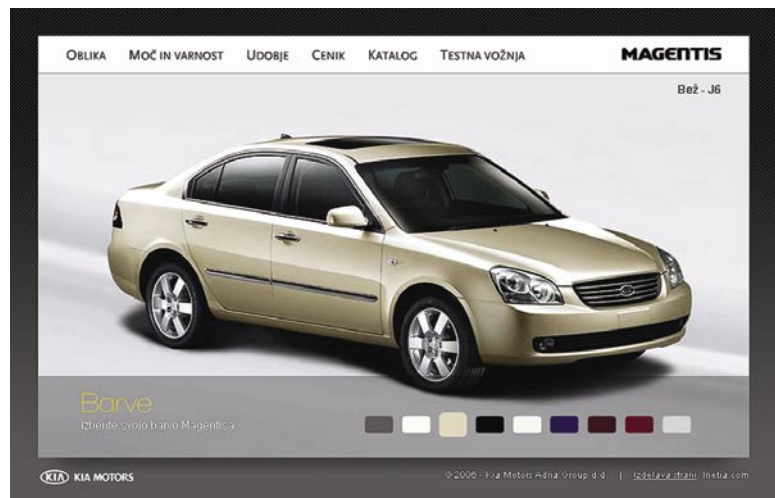 OBLIKA MOČ IN VARNOST UDOBJE CENIK KATALOG TESTNA VOŽNJA MAGENTIS
Bež - J6
Barve
Izberite svojo barvo Magentisa
KIA KIA MOTORS © 2006 - Kia Motors Adria Group d.d. | Izdelava strani: Inetia.com